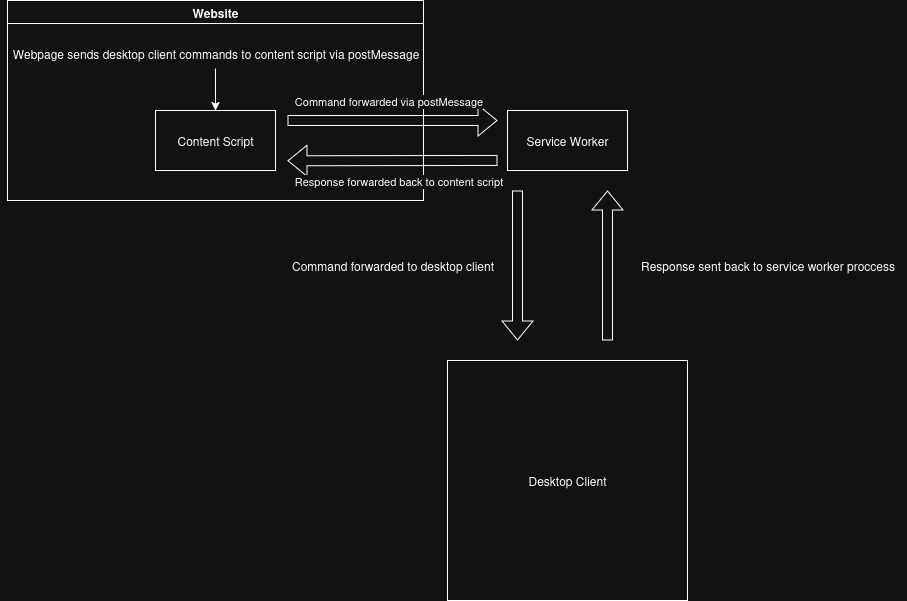 Website
Webpage sends desktop client commands to content script via postMessage
Command forwarded via postMessage
Content Script
Service Worker
Response forwarded back to content script
Command forwarded to desktop client
Response sent back to service worker proccess
Desktop Client